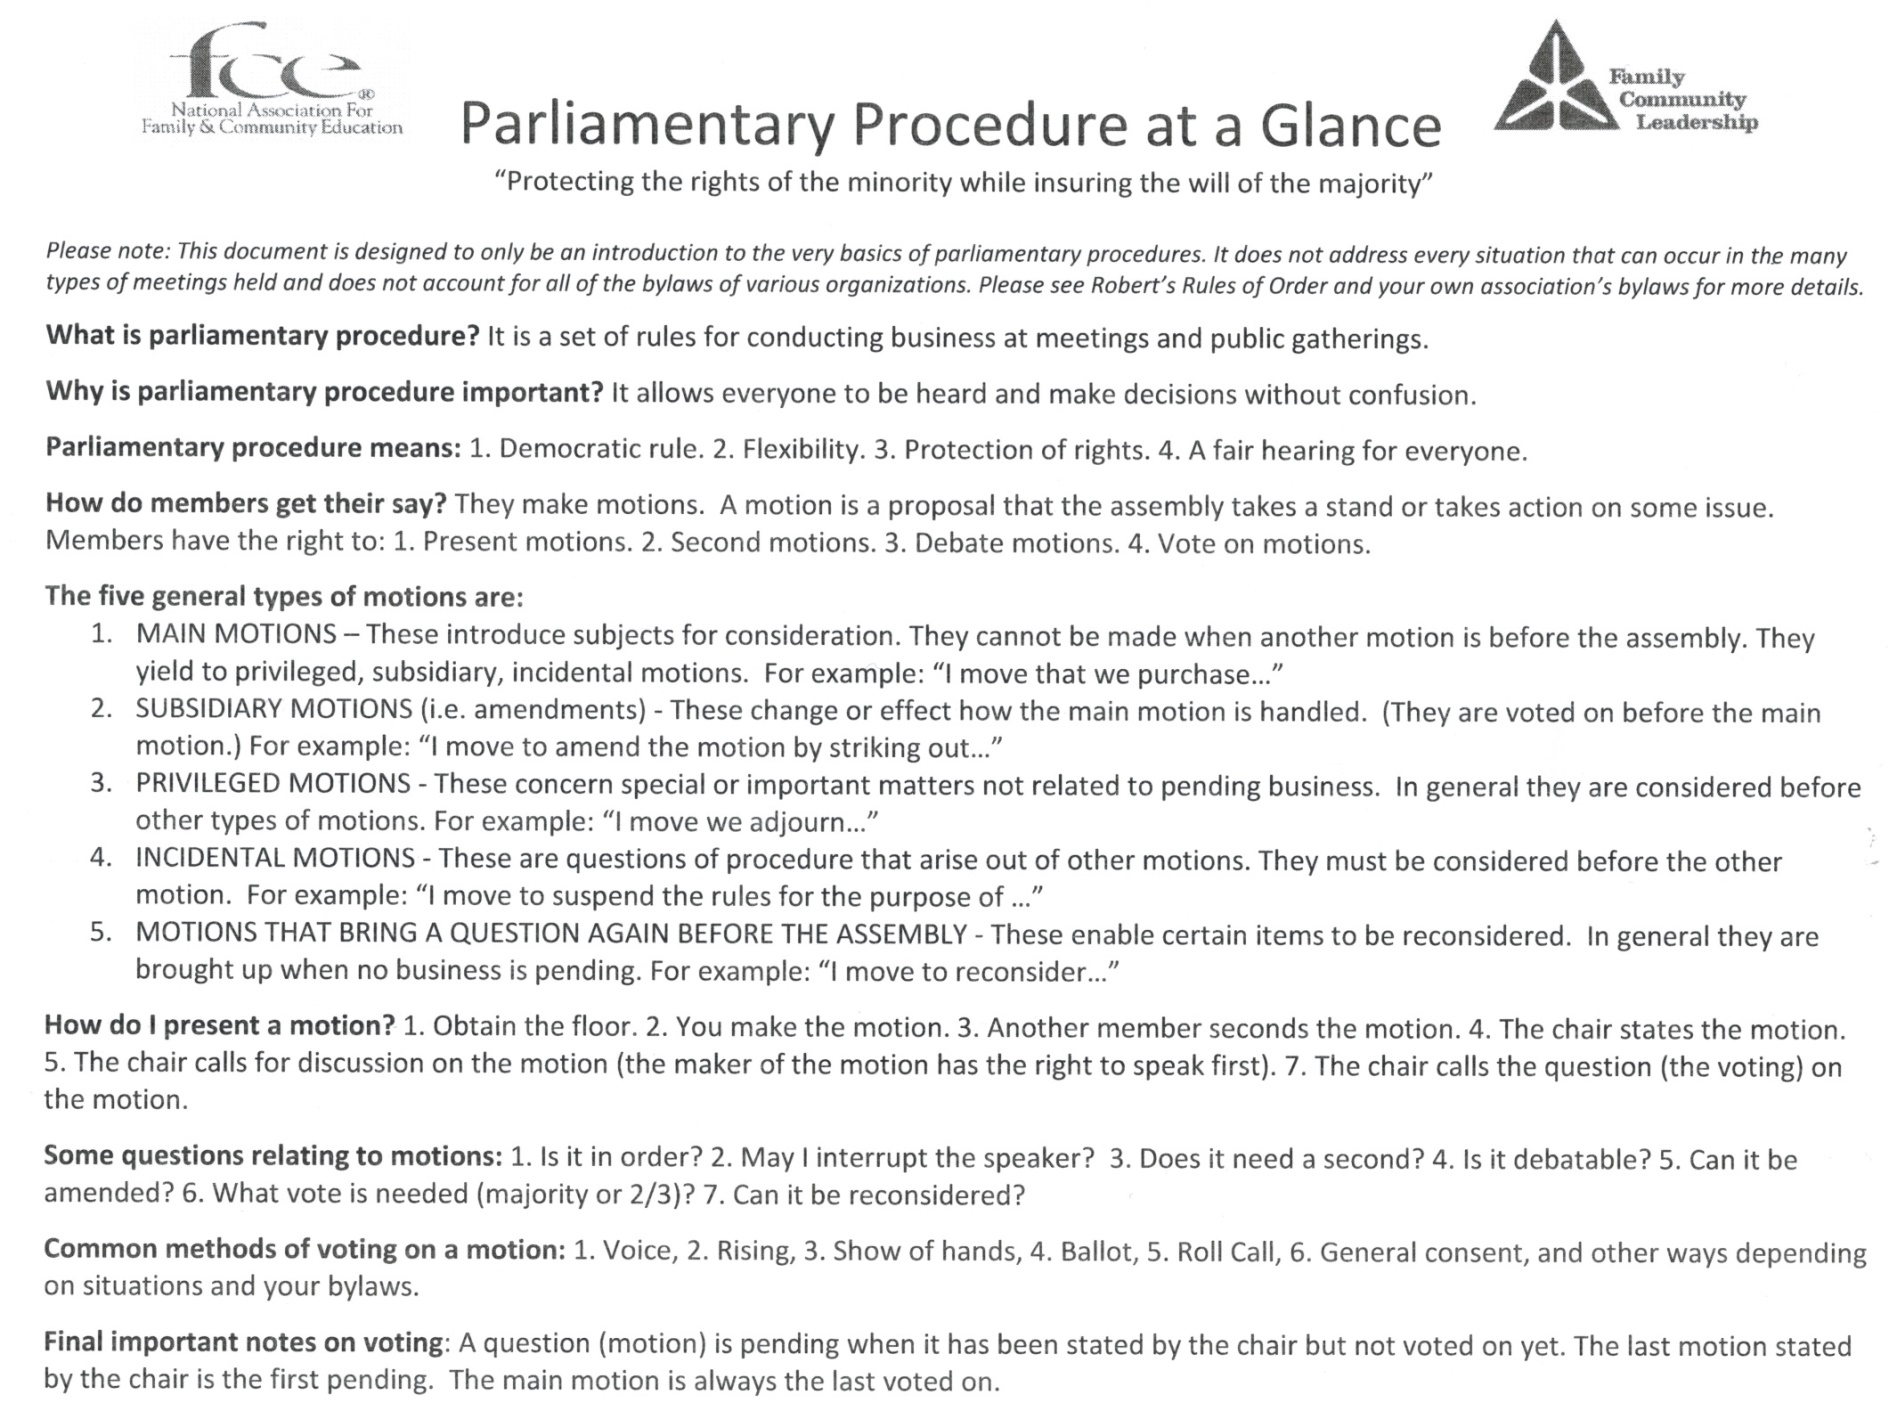 fce®
National Association For
Family & Community Education
Family
Community
Leadership
Parliamentary Procedure at a Glance
“Protecting the rights of the minority while insuring the will of the majority”
Please note: This document is designed to only be an introduction to the very basics of parliamentary procedures. It does not address every situation that can occur in the many
types of meetings held and does not account for all of the bylaws of various organizations. Please see Robert’s Rules of Order and your own association’s bylaws for more details.
What is parliamentary procedure? It is a set of rules for conducting business at meetings and public gatherings.
Why is parliamentary procedure important? It allows everyone to be heard and make decisions without confusion.
Parliamentary procedure means: 1. Democratic rule. 2. Flexibility. 3. Protection of rights. 4. A fair hearing for everyone.
How do members get their say? They make motions. A motion is a proposal that the assembly takes a stand or takes action on some issue.
Members have the right to: 1. Present motions. 2. Second motions. 3. Debate motions. 4. Vote on motions.
The five general types of motions are:
1. MAIN MOTIONS – These introduce subjects for consideration. They cannot be made when another motion is before the assembly. They
yield to privileged, subsidiary, incidental motions. For example: “I move that we purchase…”
2. SUBSIDIARY MOTIONS (i.e. amendments) - These change or effect how the main motion is handled. (They are voted on before the main
motion.) For example: “I move to amend the motion by striking out…”
3. PRIVILEGED MOTIONS - These concern special or important matters not related to pending business. In general they are considered before
other types of motions. For example: “I move we adjourn…”
4. INCIDENTAL MOTIONS - These are questions of procedure that arise out of other motions. They must be considered before the other
motion. For example: “I move to suspend the rules for the purpose of …”
5. MOTIONS THAT BRING A QUESTION AGAIN BEFORE THE ASSEMBLY - These enable certain items to be reconsidered. In general they are
brought up when no business is pending. For example: “I move to reconsider…”
How do I present a motion? 1. Obtain the floor. 2. You make the motion. 3. Another member seconds the motion. 4. The chair states the motion.
5. The chair calls for discussion on the motion (the maker of the motion has the right to speak first). 7. The chair calls the question (the voting) on
the motion.
Some questions relating to motions: 1. Is it in order? 2. May I interrupt the speaker? 3. Does it need a second? 4. Is it debatable? 5. Can it be
amended? 6. What vote is needed (majority or 2/3)? 7. Can it be reconsidered?
Common methods of voting on a motion: 1. Voice, 2. Rising, 3. Show of hands, 4. Ballot, 5. Roll Call, 6. General consent, and other ways depending
on situations and your bylaws.
Final important notes on voting: A question (motion) is pending when it has been stated by the chair but not voted on yet. The last motion stated
by the chair is the first pending. The main motion is always the last voted on.